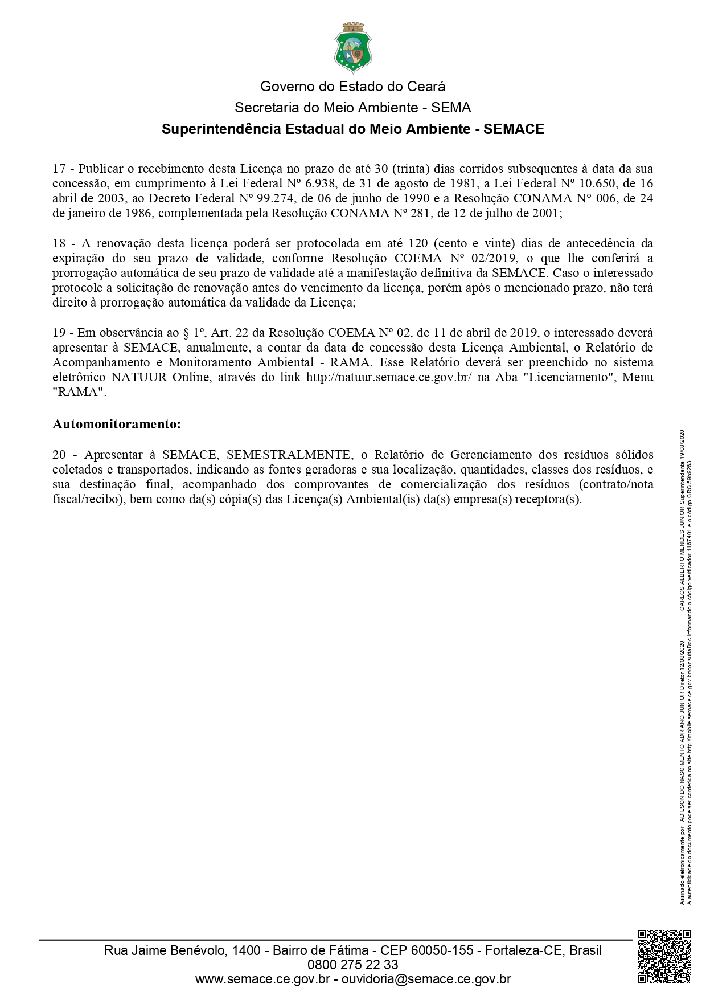 Governo do Estado do Ceará
Secretaria do Meio Ambiente - SEMA
Superintendência Estadual do Meio Ambiente - SEMACE
17 - Publicar o recebimento desta Licença no prazo de até 30 (trinta) dias corridos subsequentes à data da sua
concessão, em cumprimento à Lei Federal Nº 6.938, de 31 de agosto de 1981, a Lei Federal Nº 10.650, de 16
abril de 2003, ao Decreto Federal Nº 99.274, de 06 de junho de 1990 e a Resolução CONAMA N° 006, de 24
de janeiro de 1986, complementada pela Resolução CONAMA Nº 281, de 12 de julho de 2001;
18 - A renovação desta licença poderá ser protocolada em até 120 (cento e vinte) dias de antecedência da
expiração do seu prazo de validade, conforme Resolução COEMA Nº 02/2019, o que lhe conferirá a
prorrogação automática de seu prazo de validade até a manifestação definitiva da SEMACE. Caso o interessado
protocole a solicitação de renovação antes do vencimento da licença, porém após o mencionado prazo, não terá
direito à prorrogação automática da validade da Licença;
19 - Em observância ao § 1º, Art. 22 da Resolução COEMA Nº 02, de 11 de abril de 2019, o interessado deverá
apresentar à SEMACE, anualmente, a contar da data de concessão desta Licença Ambiental, o Relatório de
Acompanhamento e Monitoramento Ambiental - RAMA. Esse Relatório deverá ser preenchido no sistema
eletrônico NATUUR Online, através do link http://natuur.semace.ce.gov.br/ na Aba "Licenciamento", Menu
"RAMA".
Automonitoramento:
20 - Apresentar à SEMACE, SEMESTRALMENTE, o Relatório de Gerenciamento dos resíduos sólidos
coletados e transportados, indicando as fontes geradoras e sua localização, quantidades, classes dos resíduos, e
sua destinação final, acompanhado dos comprovantes de comercialização dos resíduos (contrato/nota
fiscal/recibo), bem como da(s) cópia(s) das Licença(s) Ambiental(is) da(s) empresa(s) receptora(s).
Assinado eletronicamente por ADILSON DO NASCIMENTO ADRIANO JUNIOR Diretor 12/08/2020 CARLOS ALBERTO MENDES JUNIOR Superintendente 19/08/2020
A autenticidade do documento pode ser conferida no site http://mobile.semace.ce.gov.br/consultaDoc informando o código verificador 1167401 e o código CRC 59b9263
Rua Jaime Benévolo, 1400 - Bairro de Fátima - CEP 60050-155 - Fortaleza-CE, Brasil
0800 275 22 33
www.semace.ce.gov.br - ouvidoria@semace.ce.gov.br